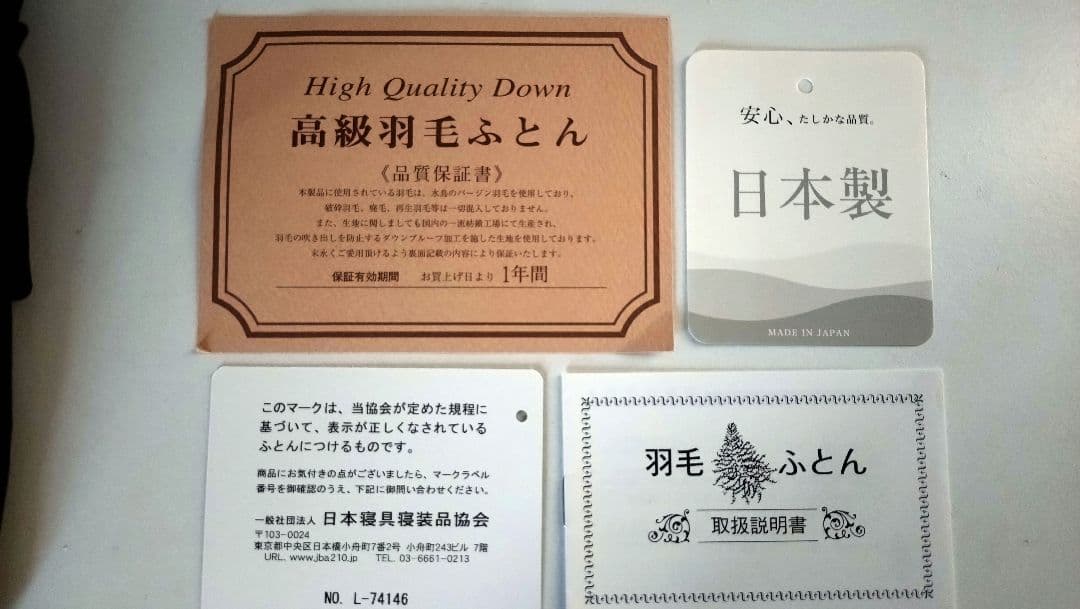 High Quality Down
高級羽毛ふとん
《品質保証書》
本製品に使用されている羽毛は、水鳥のバージン羽毛を使用しており、
破砕羽毛、廃毛、再生羽毛等は一切混入しておりません。
また、生地に関しましても国内の一流紡績工場にて生産され、
羽毛の吹き出しを防止するダウンプルーフ加工を施した生地を使用しております。
末永くご愛用頂けるよう裏面記載の内容により保証いたします。
保証有効期間 お買上げ日より 1年間
安心、たしかな品質。
日本製
MADE IN JAPAN
このマークは、当協会が定めた規程に
基づいて、表示が正しくなされている
ふとんにつけるものです。
商品にお気付きの点がございましたら、マークラベル
番号を御確認のうえ、下記に御問い合わせください。
一般社団法人 日本寝具寝装品協会
〒103-0024
東京都中央区日本橋小舟町7番2号 小舟町243ビル 7階
URL. www.jba210.jp TEL. 03-6661-0213
NO. L-74146
羽毛ふとん
取扱説明書